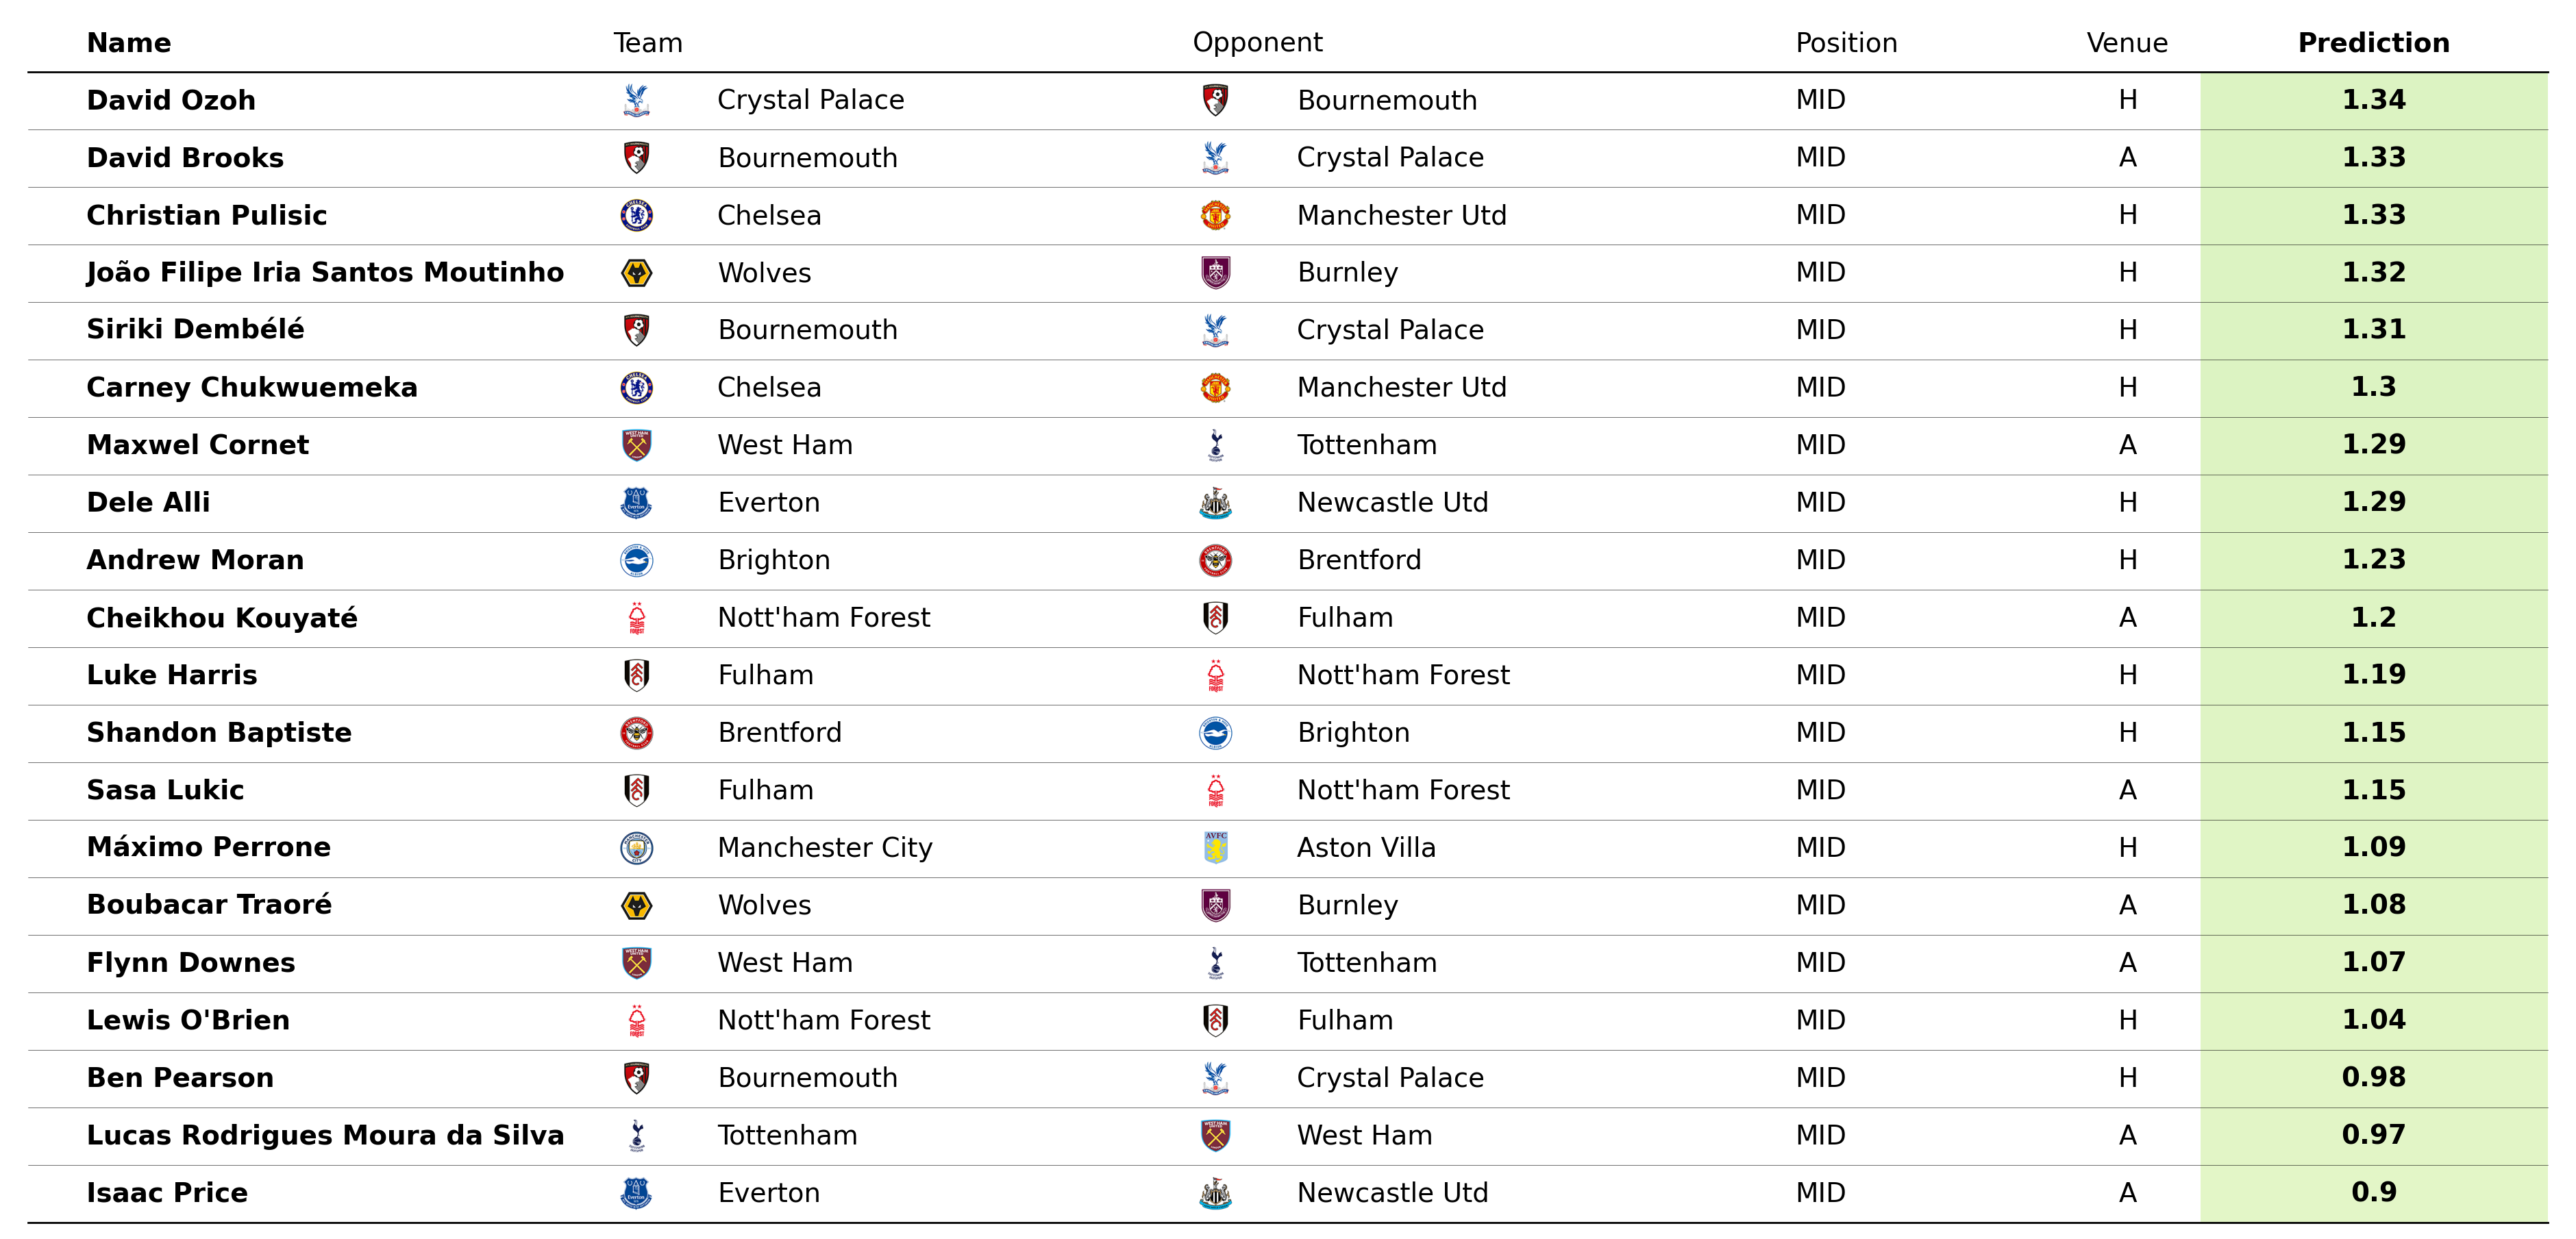 Name Team Opponent Position Venue Prediction
David Ozoh Crystal Palace Bournemouth MID H 1.34
David Brooks Bournemouth Crystal Palace MID A 1.33
Christian Pulisic Chelsea Manchester Utd MID H 1.33
João Filipe Iria Santos Moutinho Wolves Burnley MID H 1.32
Siriki Dembélé Bournemouth Crystal Palace MID H 1.31
Carney Chukwuemeka Chelsea Manchester Utd MID H 1.3
Maxwel Cornet West Ham Tottenham MID A 1.29
Dele Alli Everton Newcastle Utd MID H 1.29
Andrew Moran Brighton Brentford MID H 1.23
Cheikhou Kouyaté Nott'ham Forest Fulham MID A 1.2
Luke Harris Fulham Nott'ham Forest MID H 1.19
Shandon Baptiste Brentford Brighton MID H 1.15
Sasa Lukic Fulham Nott'ham Forest MID A 1.15
Máximo Perrone Manchester City Aston Villa MID H 1.09
Boubacar Traoré Wolves Burnley MID A 1.08
Flynn Downes West Ham Tottenham MID A 1.07
Lewis O'Brien Nott'ham Forest Fulham MID H 1.04
Ben Pearson Bournemouth Crystal Palace MID H 0.98
Lucas Rodrigues Moura da Silva Tottenham West Ham MID A 0.97
Isaac Price Everton Newcastle Utd MID A 0.9